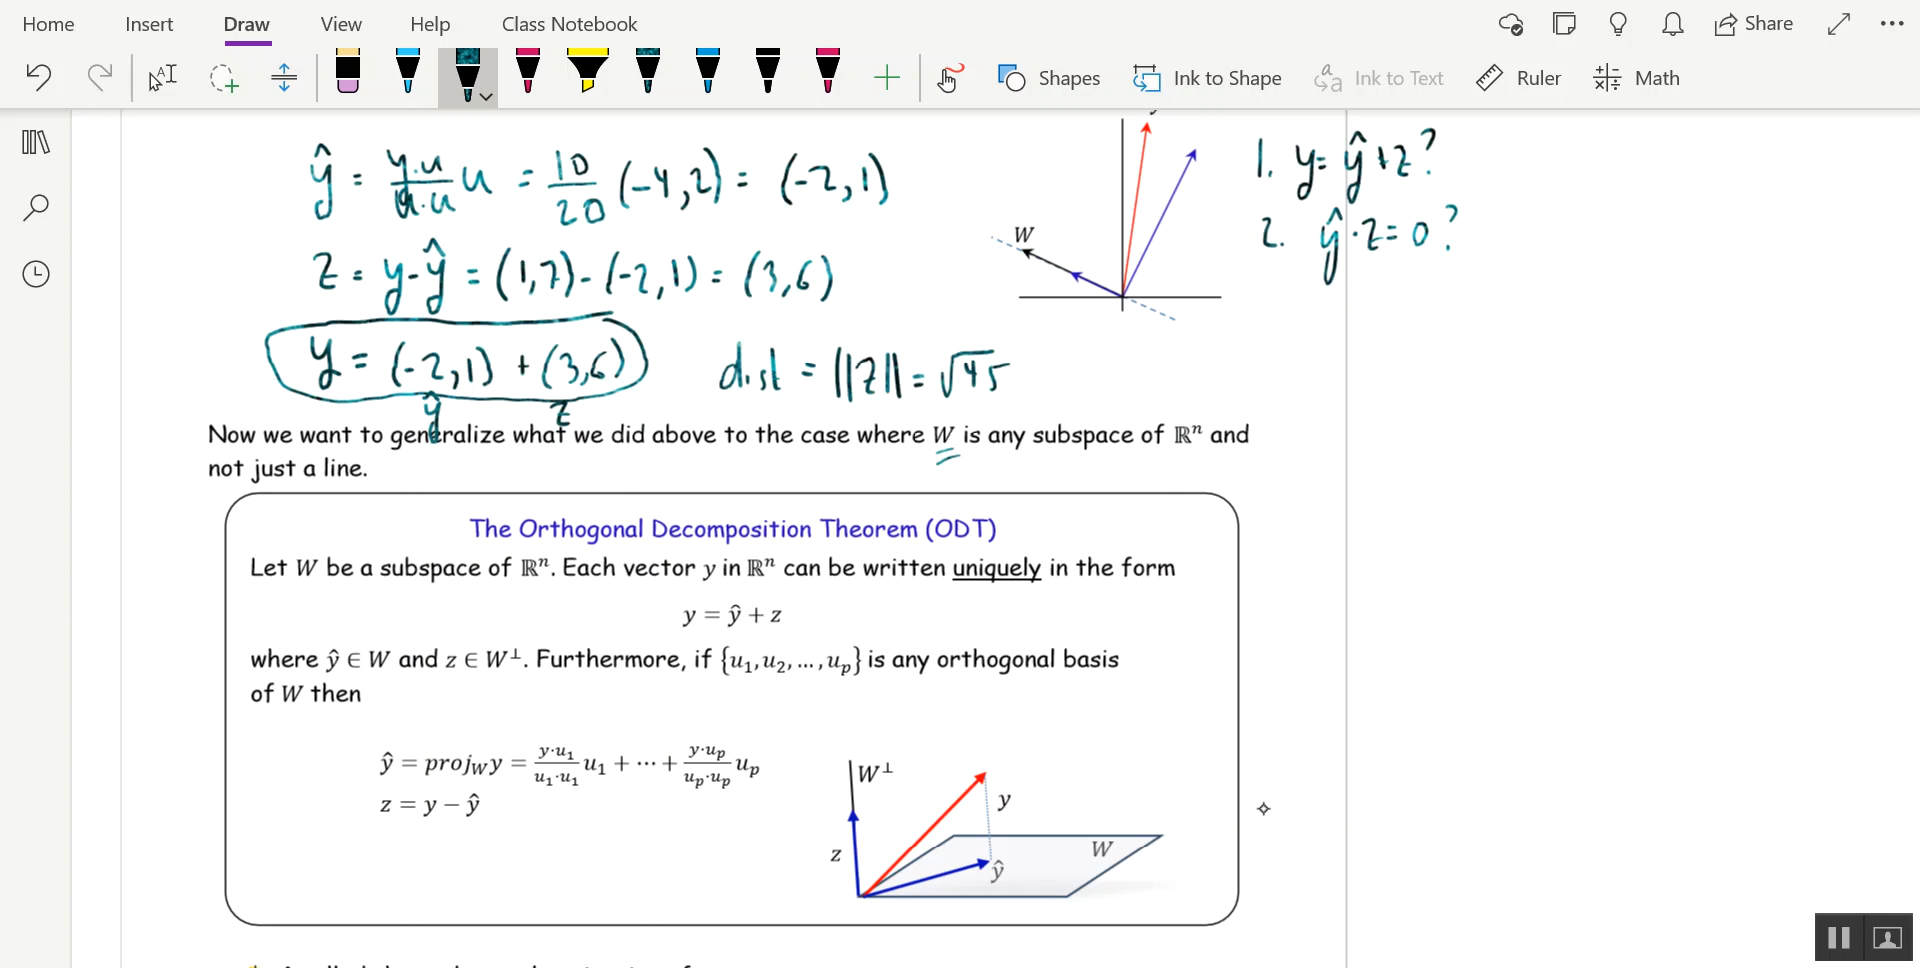 Home Insert Draw View Help Class Notebook Share
Shapes Ink to Shape Ink to Text Ruler Math
ŷ = y·u/u·u u = 10/20 (-4,2) = (-2,1)
z = y-ŷ = (1,7) - (-2,1) = (3,6)
y = (-2,1) + (3,6)
ŷ z
dist = ||z|| = √45
W
1. y = ŷ + z?
2. ŷ·z = 0?
Now we want to generalize what we did above to the case where W is any subspace of ℝⁿ and
not just a line.
The Orthogonal Decomposition Theorem (ODT)
Let W be a subspace of ℝⁿ. Each vector y in ℝⁿ can be written uniquely in the form
y = ŷ + z
where ŷ ∈ W and z ∈ W⊥. Furthermore, if {u₁, u₂, … , uₚ} is any orthogonal basis
of W then
ŷ = proj_W y = y·u₁/u₁·u₁ u₁ + ⋯ + y·uₚ/uₚ·uₚ uₚ
z = y − ŷ
W⊥
y
z
W
ŷ